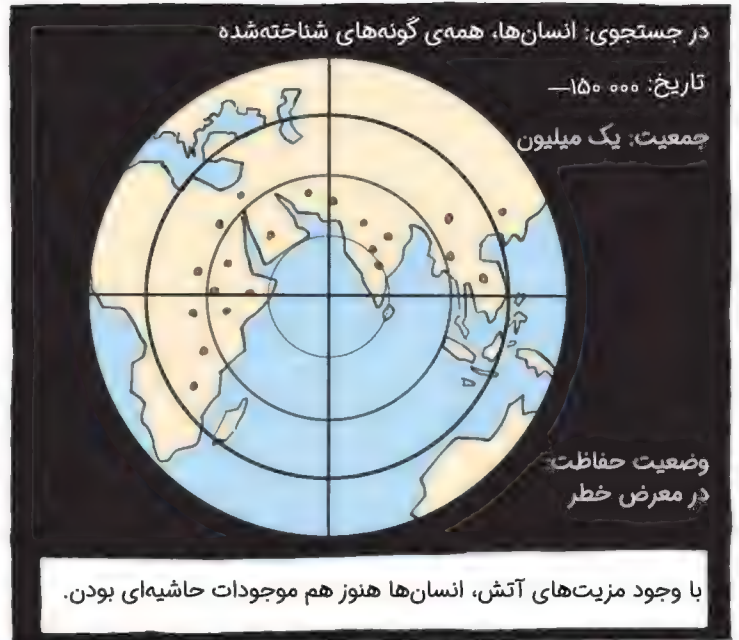 در جستجوی: انسان‌ها، همه‌ی گونه‌های شناخته‌شده
تاریخ: ۱۵۰ ۰۰۰—
جمعیت: یک میلیون
وضعیت حفاظت:
در معرض خطر
با وجود مزیت‌های آتش، انسان‌ها هنوز هم موجودات حاشیه‌ای بودن.